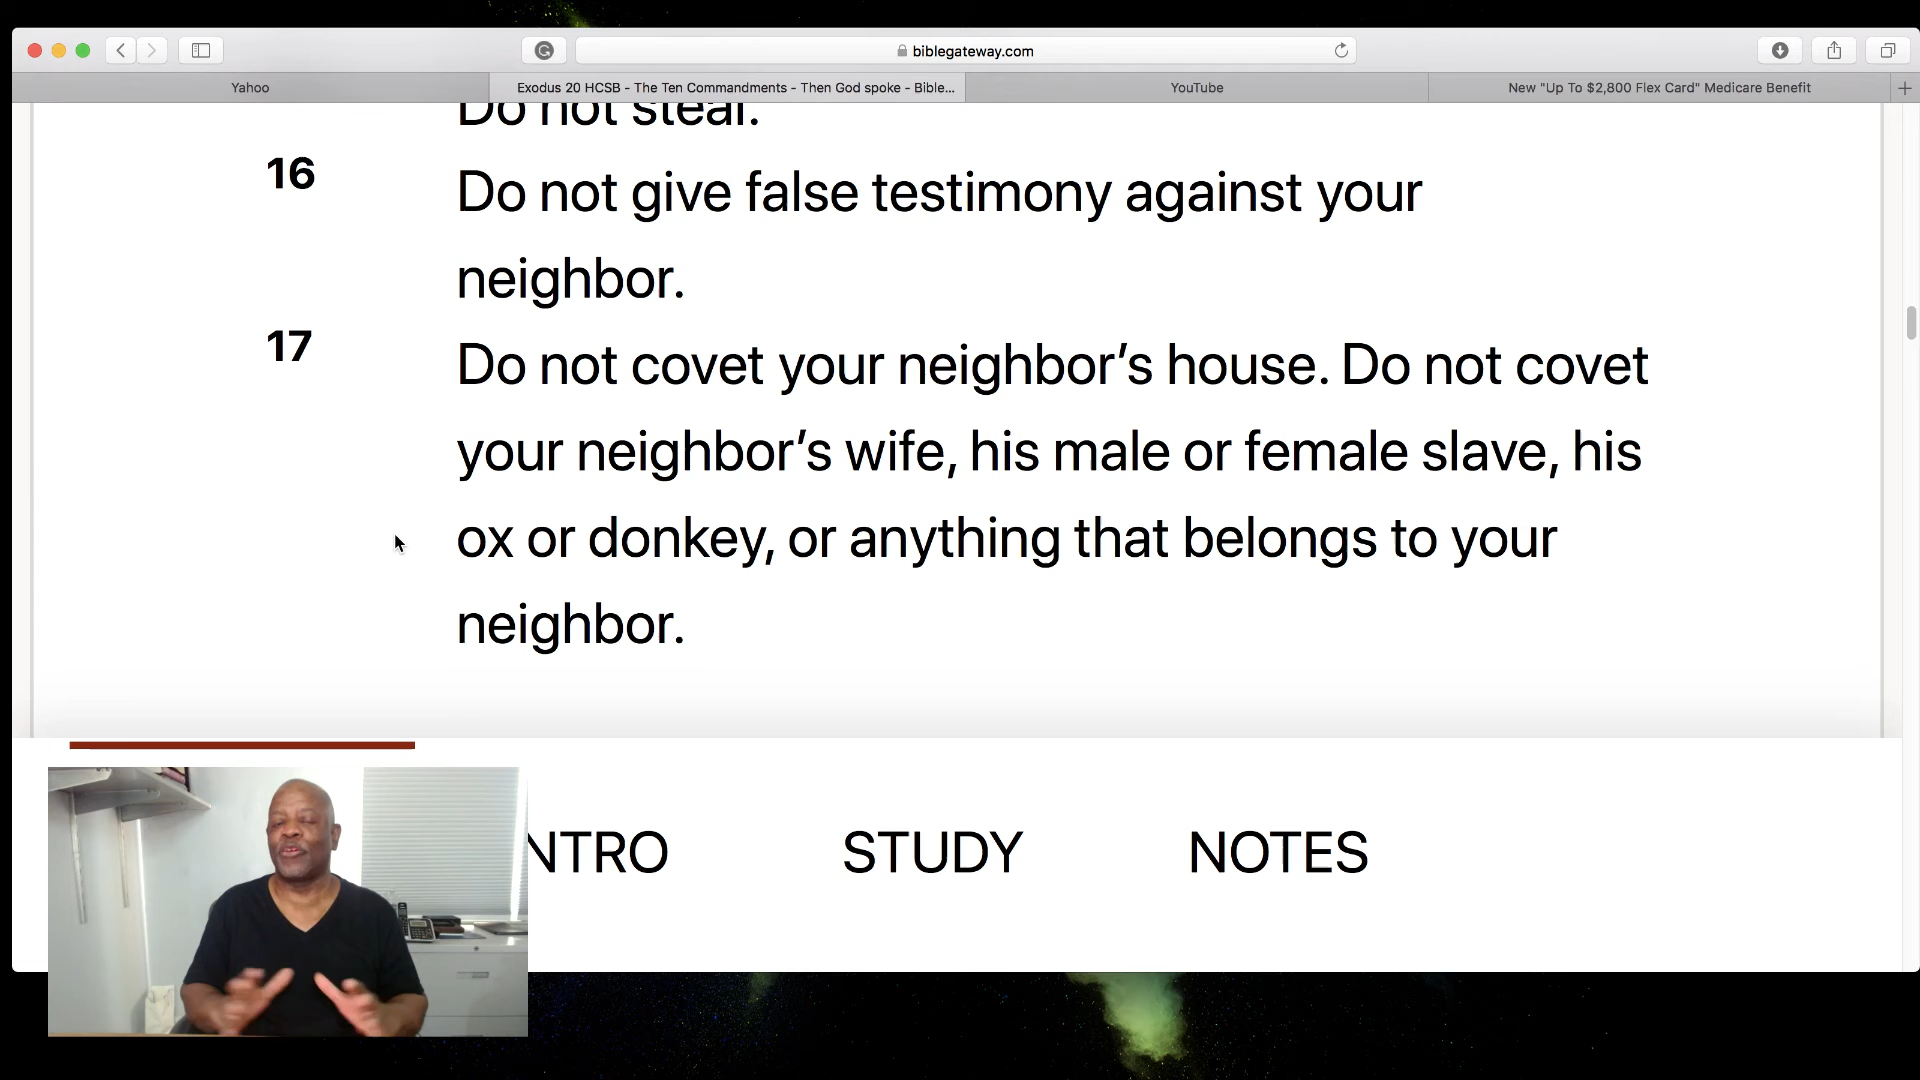 biblegateway.com
Yahoo
Exodus 20 HCSB - The Ten Commandments - Then God spoke - Bible...
YouTube
New "Up To $2,800 Flex Card" Medicare Benefit
Do not steal.
16
Do not give false testimony against your
neighbor.
17
Do not covet your neighbor’s house. Do not covet
your neighbor’s wife, his male or female slave, his
ox or donkey, or anything that belongs to your
neighbor.
NTRO
STUDY
NOTES